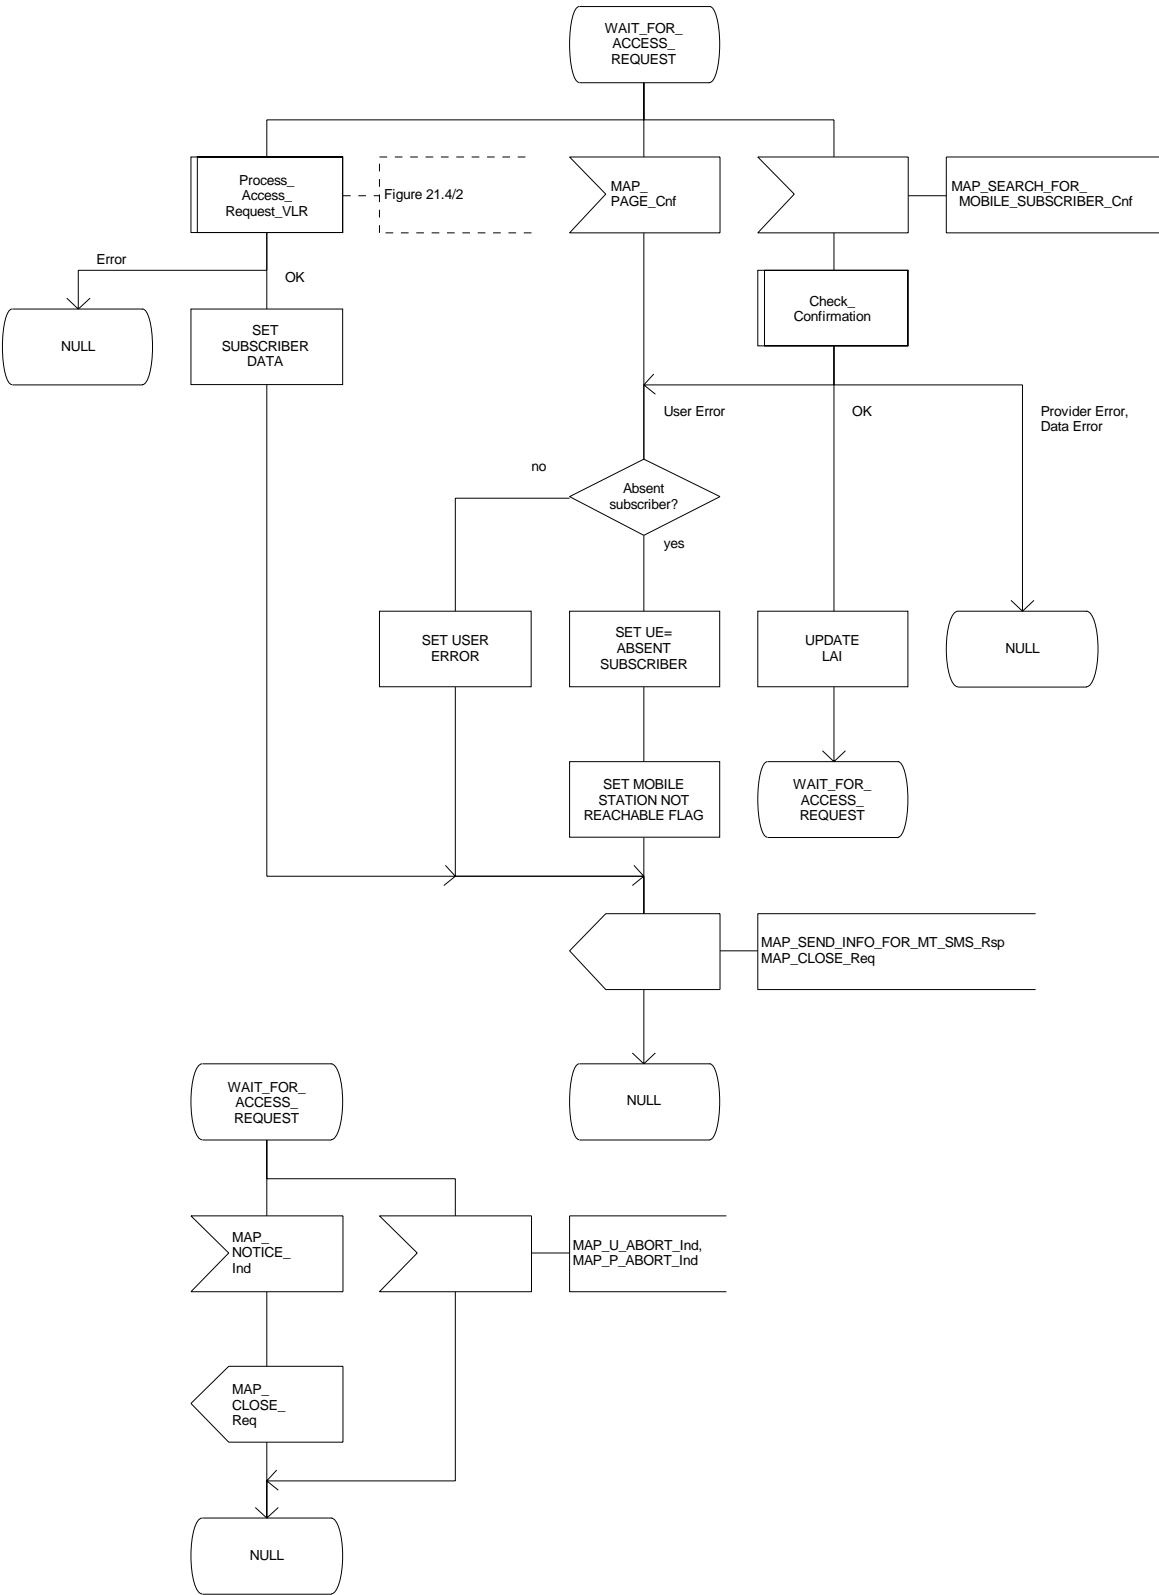 WAIT_FOR_
ACCESS_
REQUEST
Process_
Access_
Request_VLR
Figure 21.4/2
MAP_
PAGE_Cnf
MAP_SEARCH_FOR_
MOBILE_SUBSCRIBER_Cnf
Error
OK
Check_
Confirmation
NULL
SET
SUBSCRIBER
DATA
User Error
OK
Provider Error,
Data Error
no
Absent
subscriber?
yes
SET USER
ERROR
SET UE=
ABSENT
SUBSCRIBER
UPDATE
LAI
NULL
SET MOBILE
STATION NOT
REACHABLE FLAG
WAIT_FOR_
ACCESS_
REQUEST
MAP_SEND_INFO_FOR_MT_SMS_Rsp
MAP_CLOSE_Req
NULL
WAIT_FOR_
ACCESS_
REQUEST
MAP_
NOTICE_
Ind
MAP_U_ABORT_Ind,
MAP_P_ABORT_Ind
MAP_
CLOSE_
Req
NULL